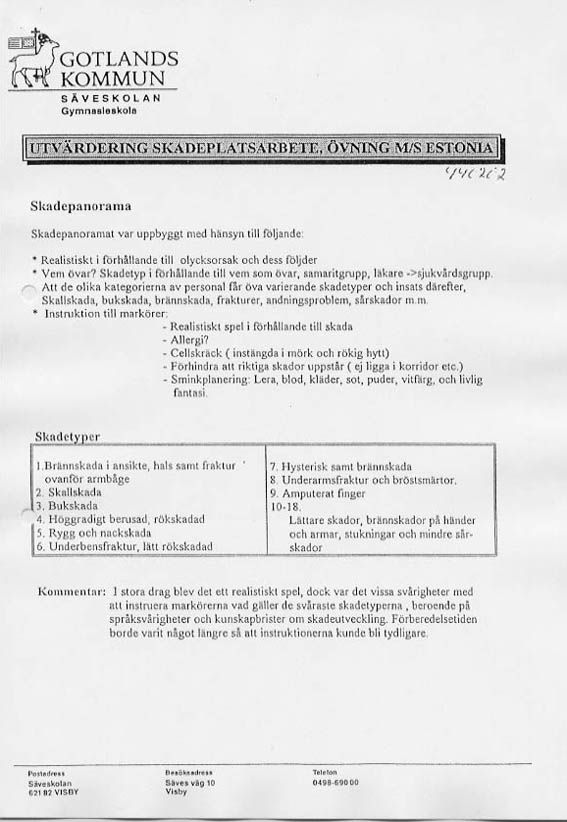 GOTLANDS
KOMMUN
SÄVESKOLAN
Gymnasieskola
UTVÄRDERING SKADEPLATSARBETE, ÖVNING M/S ESTONIA
Skadepanorama
Skadepanoramat var uppbyggt med hänsyn till följande:
* Realistiskt i förhållande till olycksorsak och dess följder
* Vem övar? Skadetyp i förhållande till vem som övar, samaritgrupp, läkare ->sjukvårdsgrupp.
Att de olika kategorierna av personal får öva varierande skadetyper och insats därefter,
Skallskada, bukskada, brännskada, frakturer, andningsproblem, sårskador m.m.
* Instruktion till markörer:
- Realistiskt spel i förhållande till skada
- Allergi?
- Cellskräck ( instängda i mörk och rökig hytt)
- Förhindra att riktiga skador uppstår ( ej ligga i korridor etc.)
- Sminkplanering: Lera, blod, kläder, sot, puder, vitfärg, och livlig
fantasi.
Skadetyper
1.Brännskada i ansikte, hals samt fraktur
ovanför armbåge
2. Skallskada
3. Bukskada
4. Höggradigt berusad, rökskadad
5. Rygg och nackskada
6. Underbensfraktur, lätt rökskadad
7. Hysterisk samt brännskada
8. Underarmsfraktur och bröstsmärtor.
9. Amputerat finger
10-18.
Lättare skador, brännskador på händer
och armar, stukningar och mindre sår-
skador
Kommentar: I stora drag blev det ett realistiskt spel, dock var det vissa svårigheter med
att instruera markörerna vad gäller de svåraste skadetyperna , beroende på
språksvårigheter och kunskapbrister om skadeutveckling. Förberedelsetiden
borde varit något längre så att instruktionerna kunde bli tydligare.
Postadress Besöksadress Telefon
Säveskolan Säves väg 10 0498-690 00
621 82 VISBY Visby